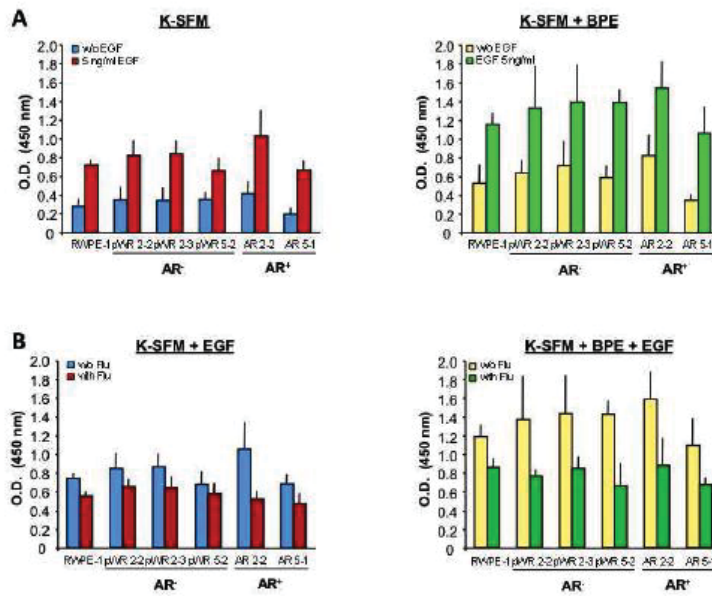 A
K-SFM
w/o EGF
5 ng/ml EGF
O.D. (450 nm)
2.0
1.8
1.6
1.4
1.2
1.0
0.8
0.6
0.4
0.2
0
RWPE-1 pWR 2-2 pWR 2-3 pWR 5-2 AR 2-2 AR 5-1
AR-
AR+
K-SFM + BPE
w/o EGF
EGF 5ng/ml
O.D. (450 nm)
2.0
1.8
1.6
1.4
1.2
1.0
0.8
0.6
0.4
0.2
0
RWPE-1 pWR 2-2 pWR 2-3 pWR 5-2 AR 2-2 AR 5-1
AR-
AR+
B
K-SFM + EGF
w/o Flu
with Flu
O.D. (450 nm)
2.0
1.8
1.6
1.4
1.2
1.0
0.8
0.6
0.4
0.2
0
RWPE-1 pWR 2-2 pWR 2-3 pWR 5-2 AR 2-2 AR 5-1
AR-
AR+
K-SFM + BPE + EGF
w/o Flu
with Flu
O.D. (450 nm)
2.0
1.8
1.6
1.4
1.2
1.0
0.8
0.6
0.4
0.2
0
RWPE-1 pWR 2-2 pWR 2-3 pWR 5-2 AR 2-2 AR 5-1
AR-
AR+